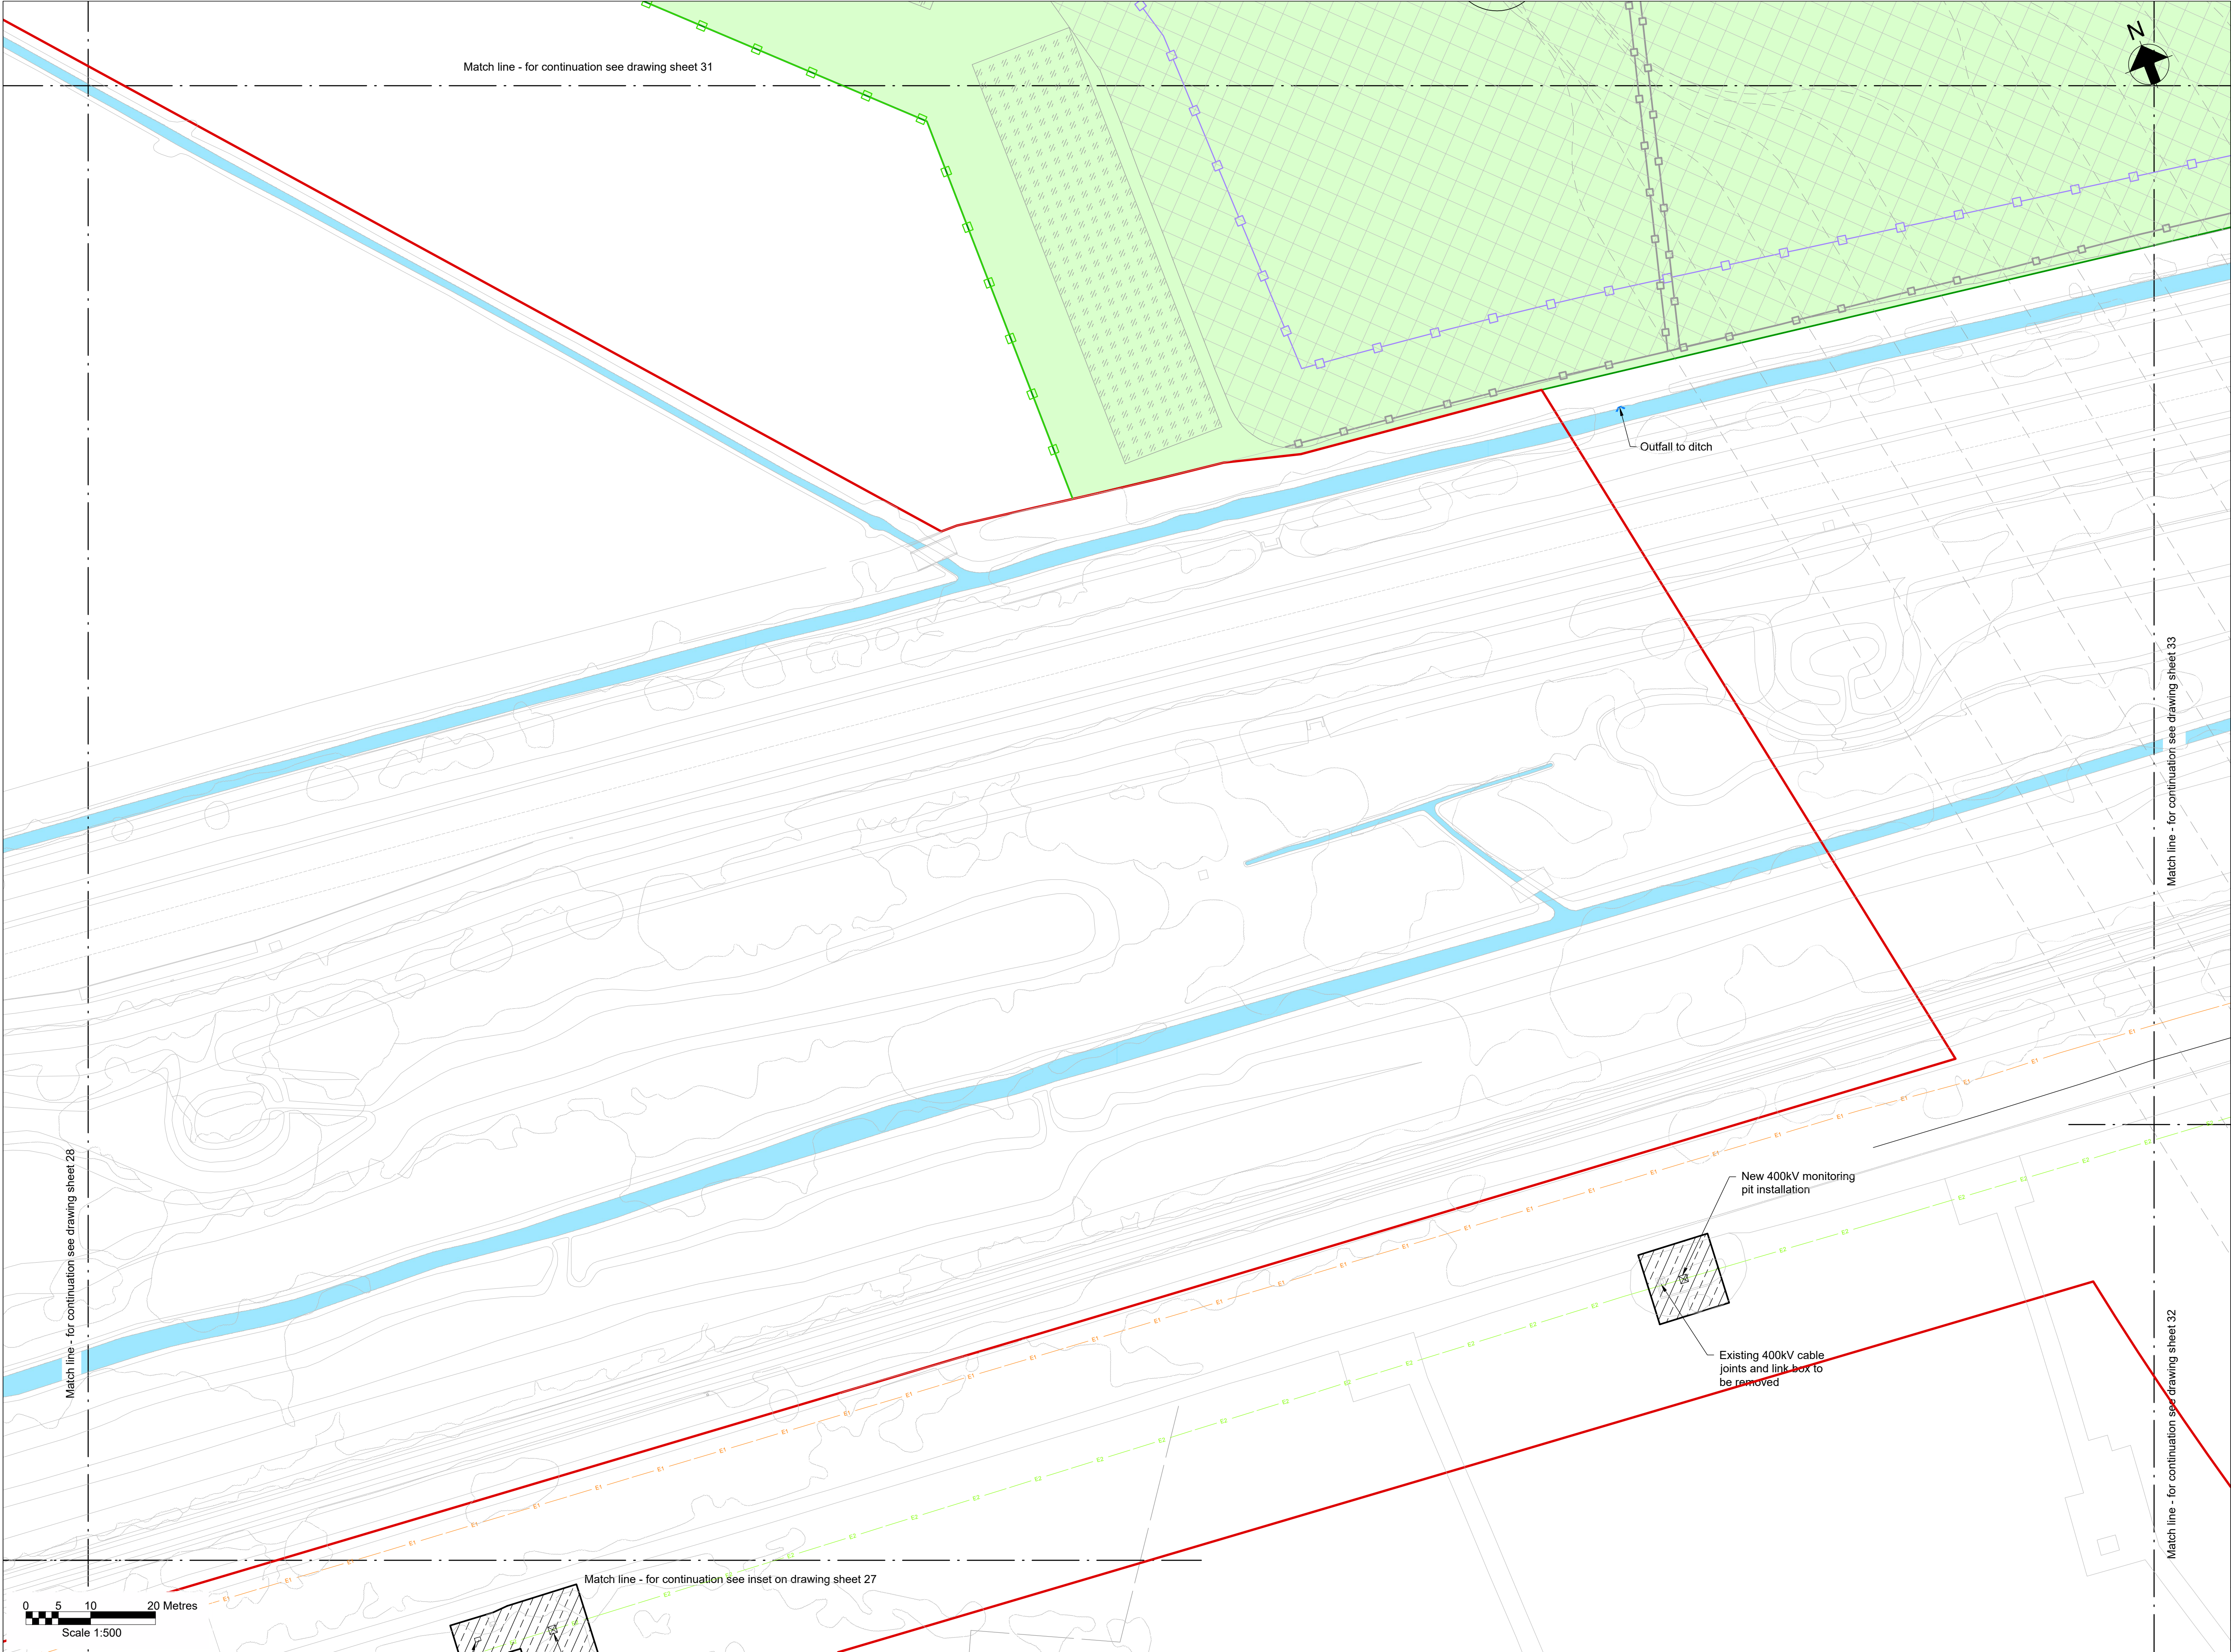 N
Match line - for continuation see drawing sheet 31
Outfall to ditch
Match line - for continuation see drawing sheet 33
Match line - for continuation see drawing sheet 28
New 400kV monitoring
pit installation
Existing 400kV cable
joints and link box to
be removed
Match line - for continuation see drawing sheet 32
Match line - for continuation see inset on drawing sheet 27
0 5 10 20 Metres
Scale 1:500
E1
E2